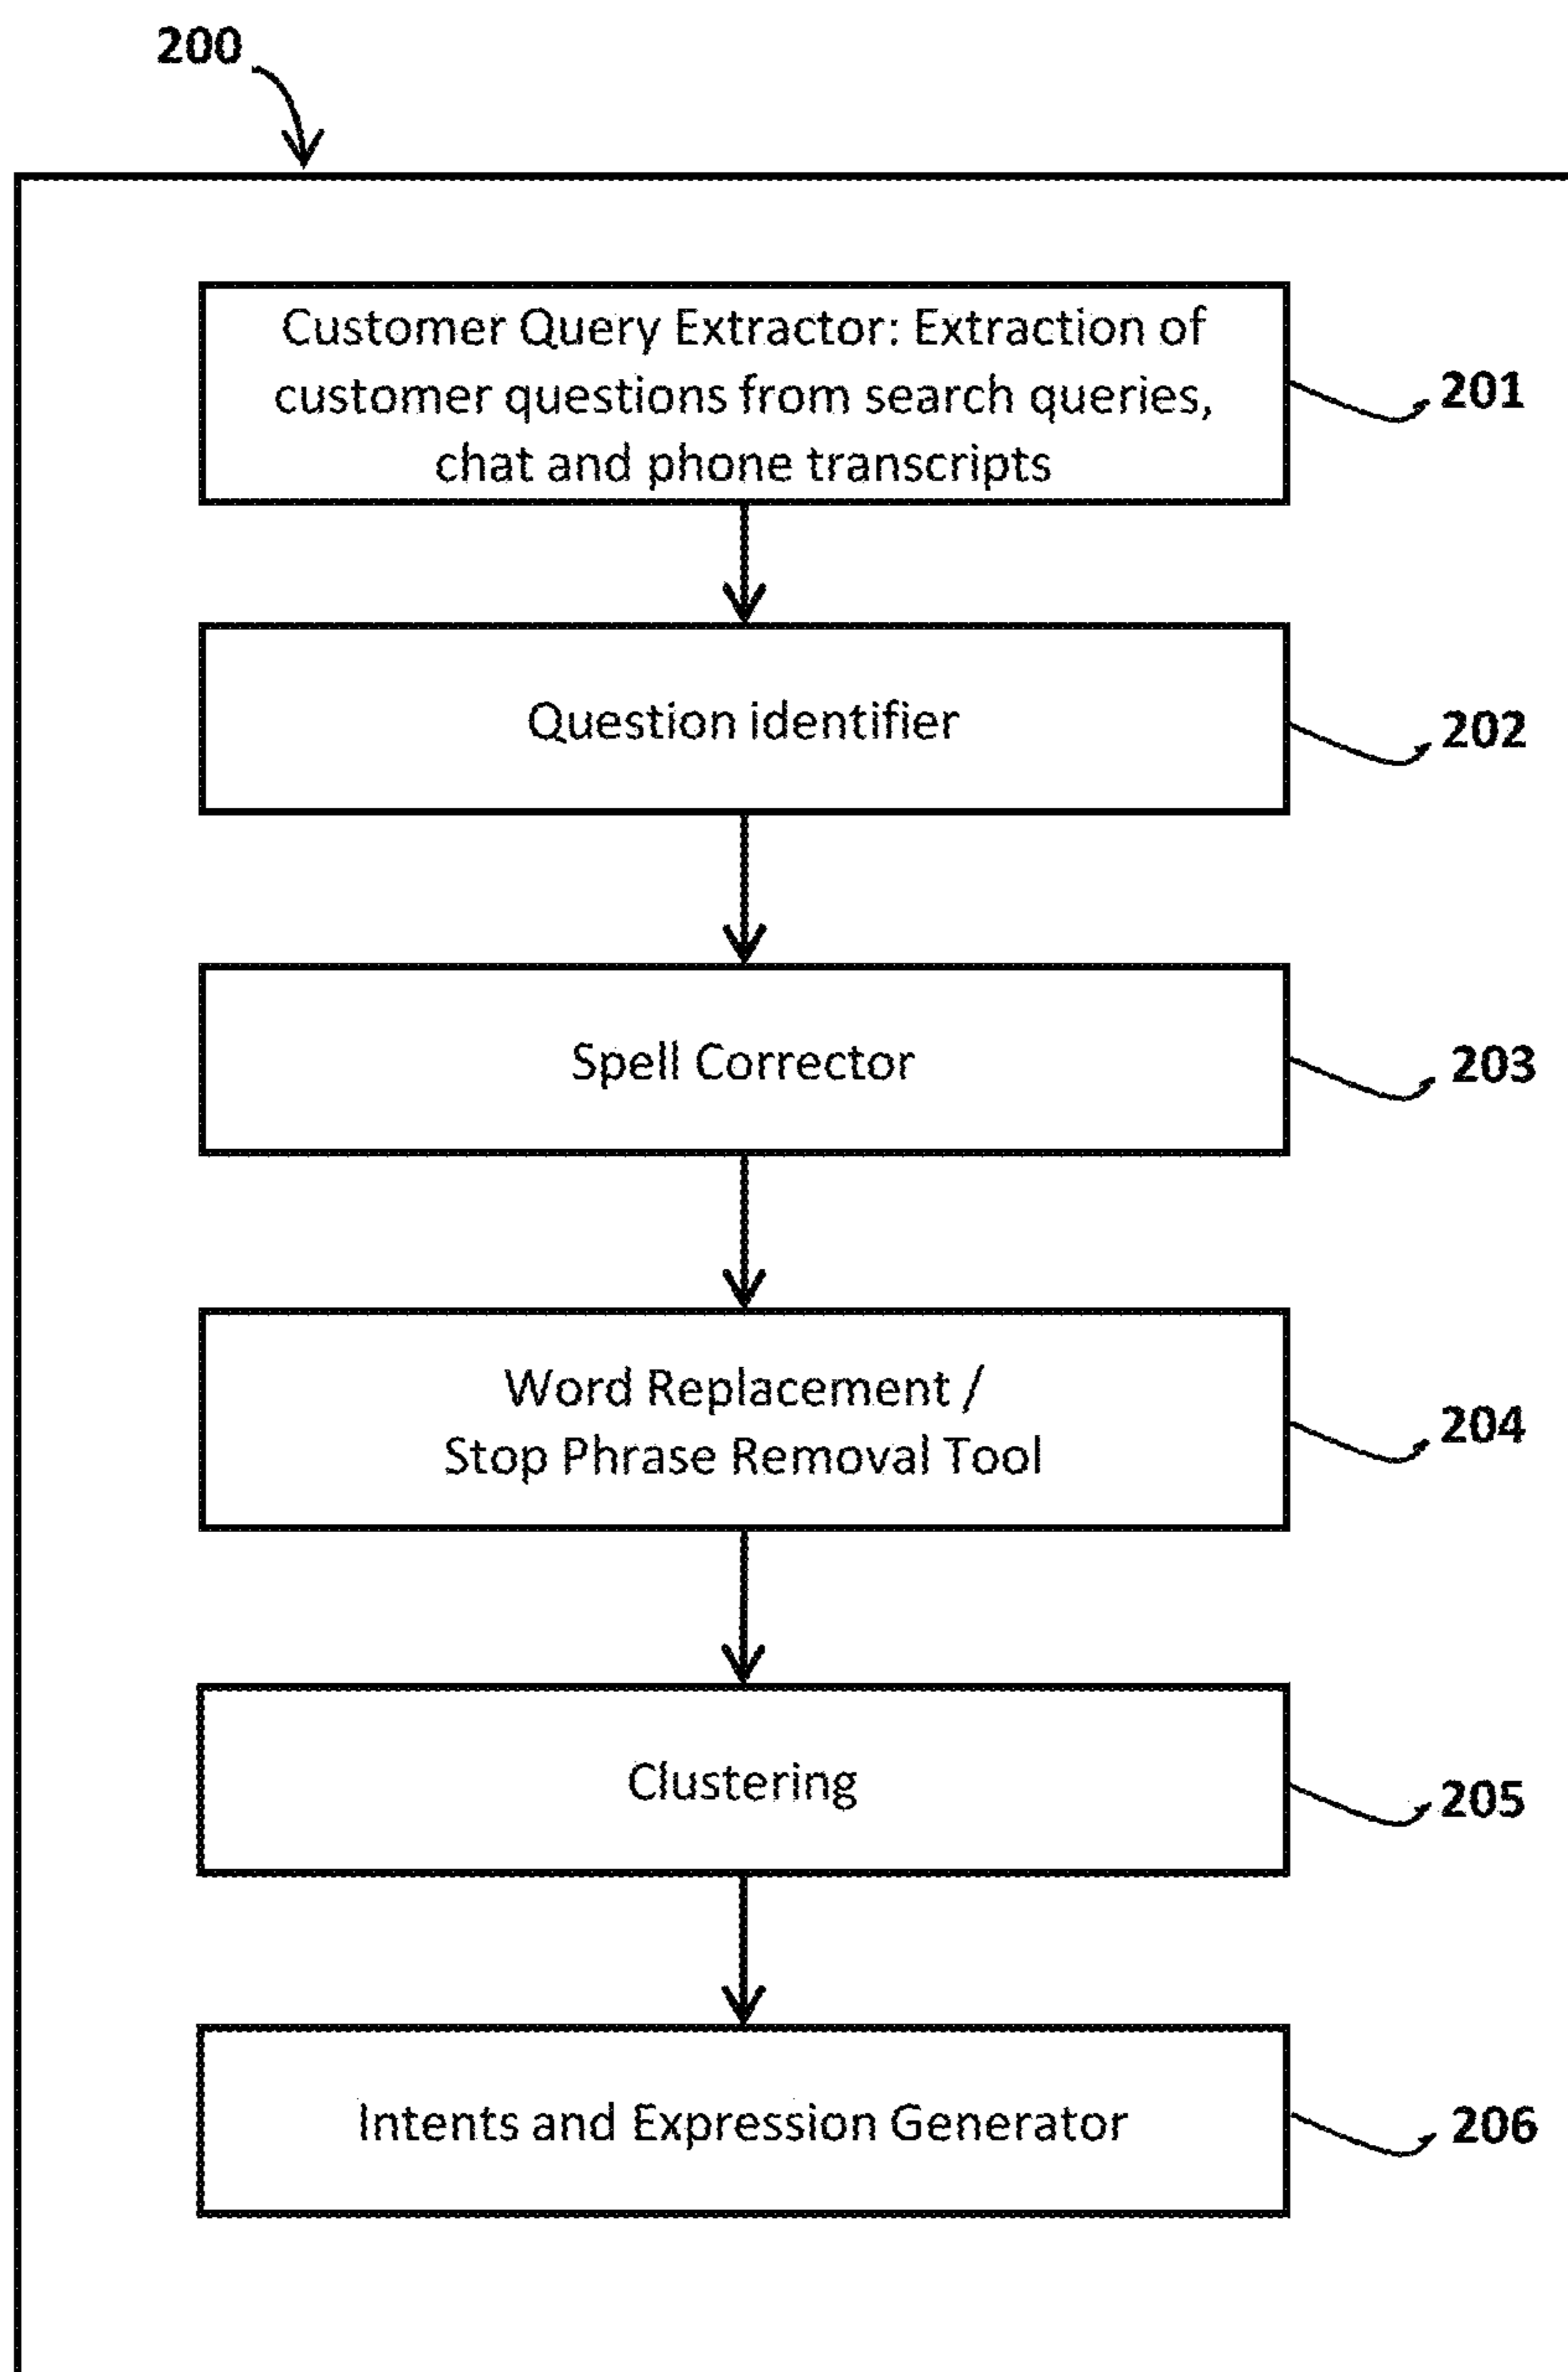 200
Customer Query Extractor: Extraction of
customer questions from search queries,
chat and phone transcripts
201
Question identifier
202
Spell Corrector
203
Word Replacement /
Stop Phrase Removal Tool
204
Clustering
205
Intents and Expression Generator
206